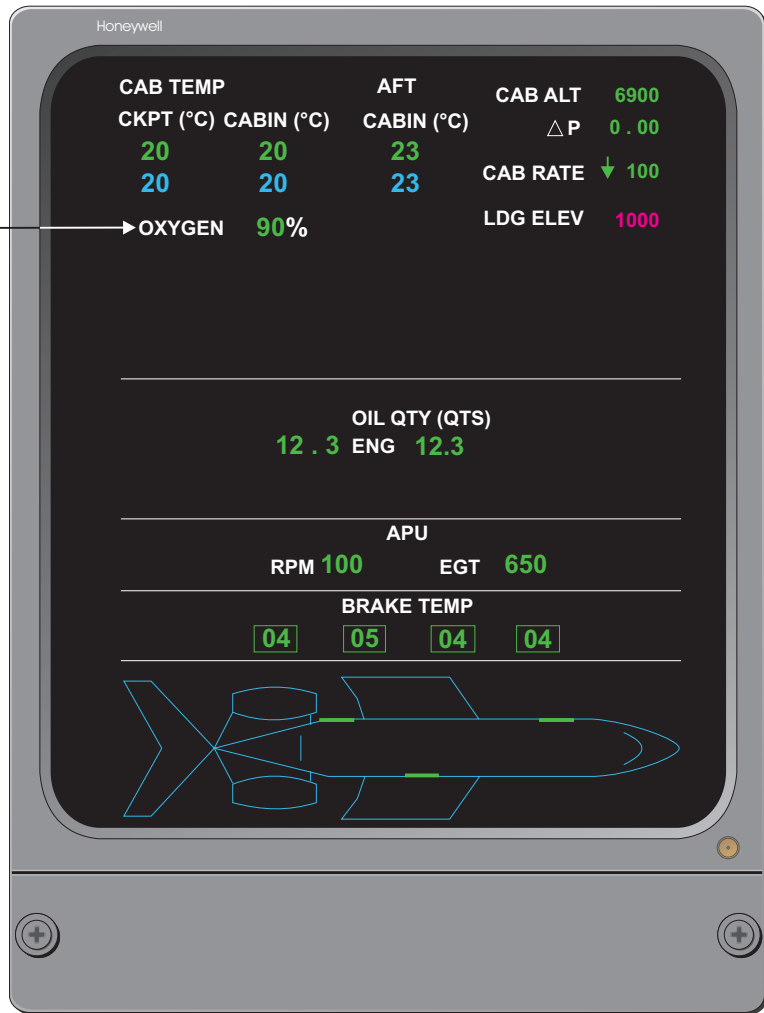 Honeywell
CAB TEMP AFT
CKPT (°C) CABIN (°C) CABIN (°C)
20 20 23
20 20 23
OXYGEN 90%
CAB ALT 6900
△P 0 . 00
CAB RATE ↓ 100
LDG ELEV 1000
OIL QTY (QTS)
12 . 3 ENG 12.3
APU
RPM 100 EGT 650
BRAKE TEMP
04 05 04 04